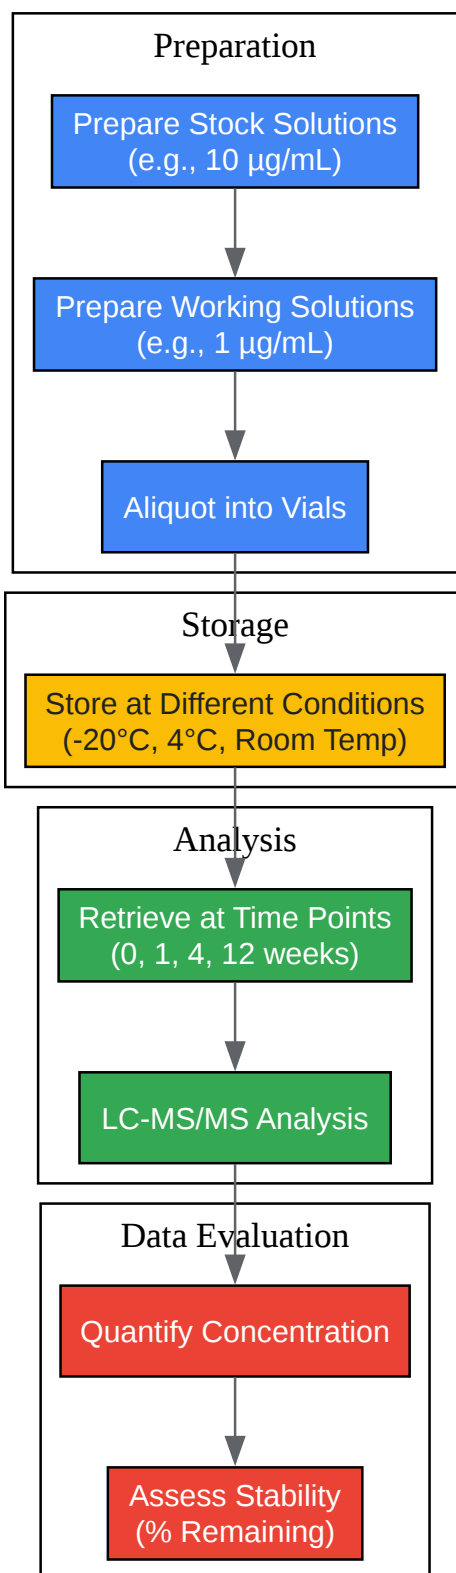 Preparation
Prepare Stock Solutions
(e.g., 10 µg/mL)
Prepare Working Solutions
(e.g., 1 µg/mL)
Aliquot into Vials
Storage
Store at Different Conditions
(-20°C, 4°C, Room Temp)
Analysis
Retrieve at Time Points
(0, 1, 4, 12 weeks)
LC-MS/MS Analysis
Data Evaluation
Quantify Concentration
Assess Stability
(% Remaining)